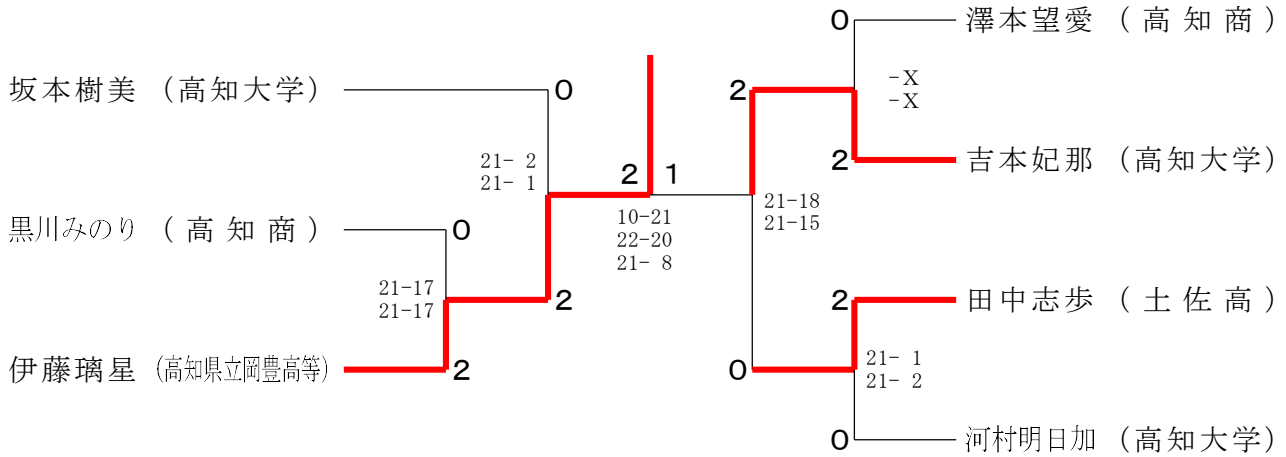 坂本樹美 (高知大学)
0
21- 2
21- 1
黒川みのり (高知商)
0
21-17
21-17
2
伊藤璃星 (高知県立岡豊高等)
2
2 1
10-21
22-20
21- 8
0
澤本望愛 (高知商)
2
-X
-X
2
吉本妃那 (高知大学)
21-18
21-15
2
田中志歩 (土佐高)
0
21- 1
21- 2
0
河村明日加 (高知大学)